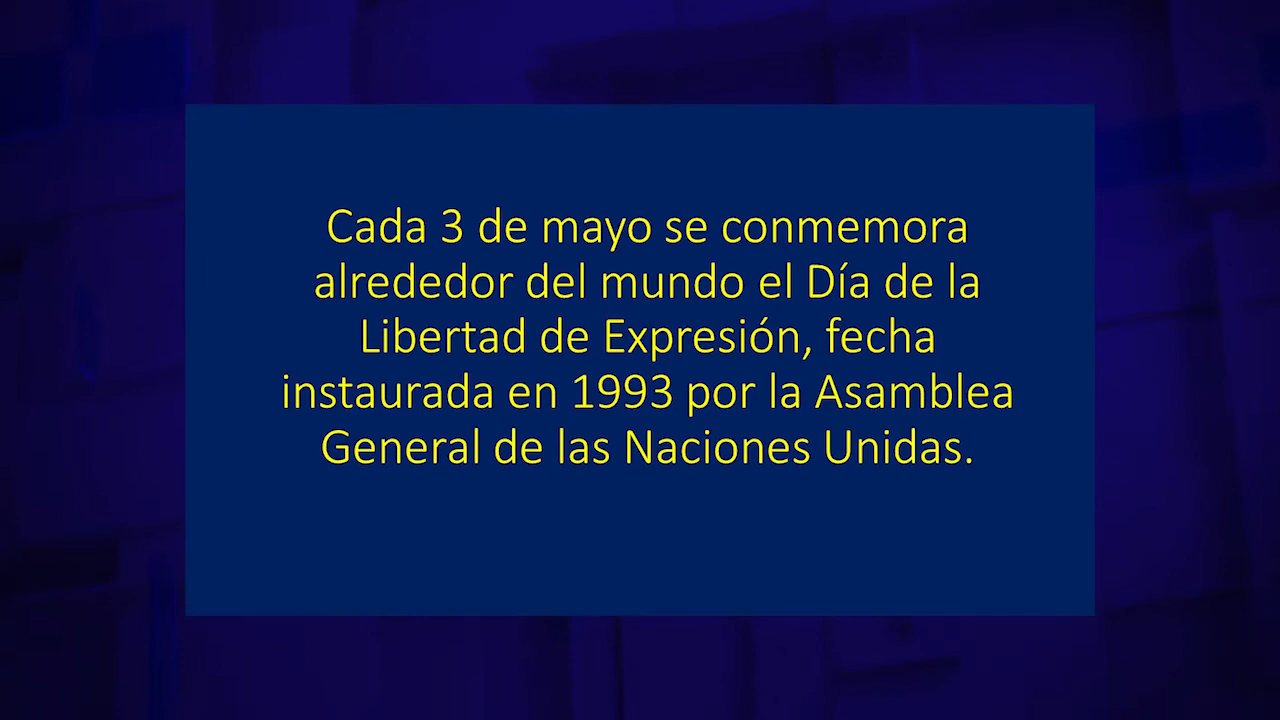 Cada 3 de mayo se conmemora
alrededor del mundo el Día de la
Libertad de Expresión, fecha
instaurada en 1993 por la Asamblea
General de las Naciones Unidas.